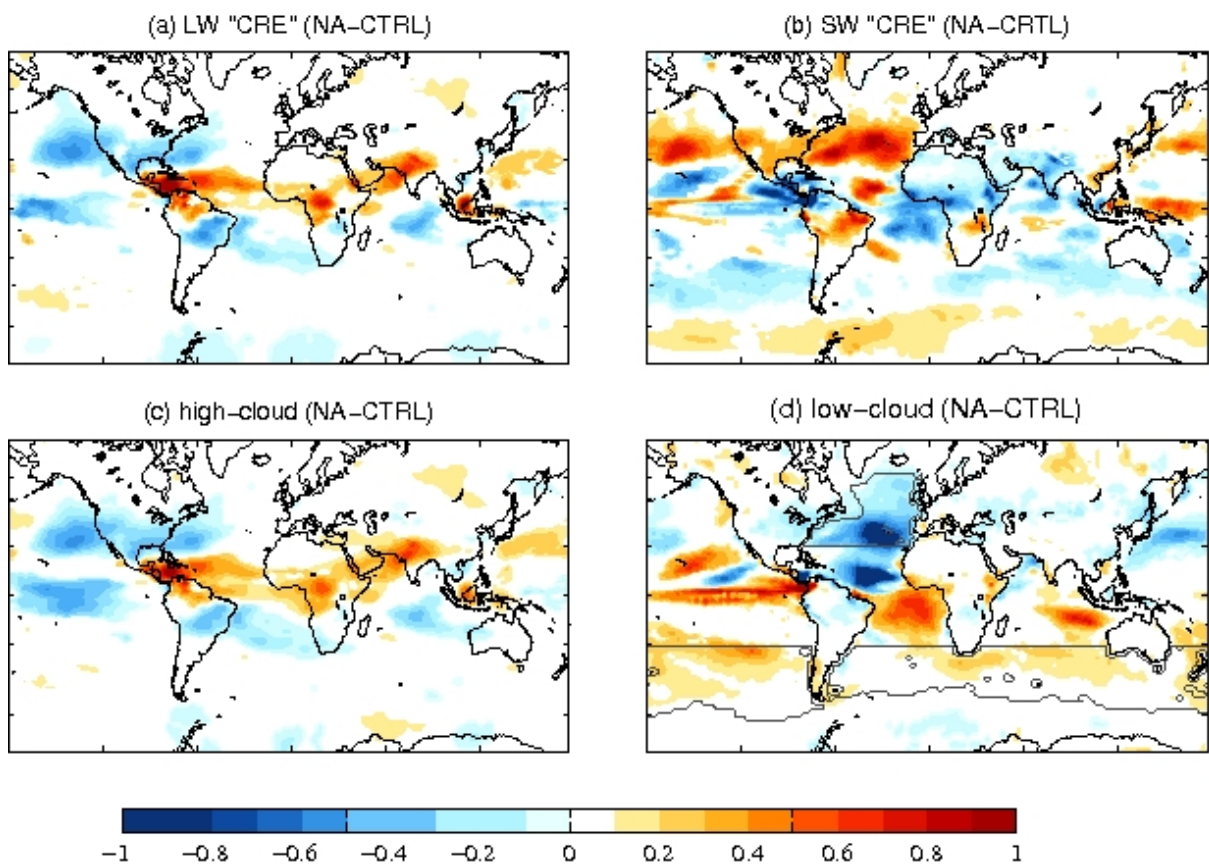 (a) LW "CRE" (NA−CTRL)
(b) SW "CRE" (NA−CRTL)
(c) high−cloud (NA−CTRL)
(d) low−cloud (NA−CTRL)
−1 −0.8 −0.6 −0.4 −0.2 0 0.2 0.4 0.6 0.8 1